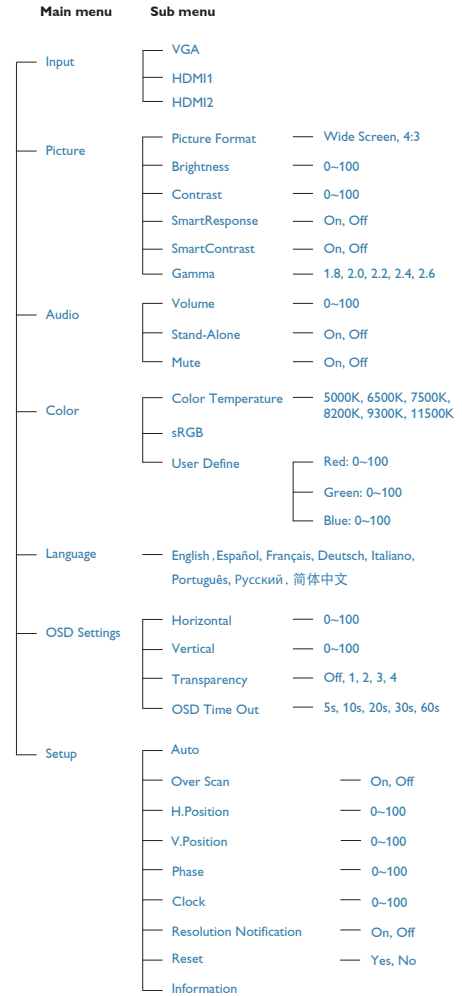 Main menu Sub menu
Input
VGA
HDMI1
HDMI2
Picture
Picture Format Wide Screen, 4:3
Brightness 0~100
Contrast 0~100
SmartResponse On, Off
SmartContrast On, Off
Gamma 1.8, 2.0, 2.2, 2.4, 2.6
Audio
Volume 0~100
Stand-Alone On, Off
Mute On, Off
Color
Color Temperature 5000K, 6500K, 7500K,
8200K, 9300K, 11500K
sRGB
User Define Red: 0~100
Green: 0~100
Blue: 0~100
Language English , Español, Français, Deutsch, Italiano,
Português, Русский , 简体中文
OSD Settings
Horizontal 0~100
Vertical 0~100
Transparency Off, 1, 2, 3, 4
OSD Time Out 5s, 10s, 20s, 30s, 60s
Setup
Auto
Over Scan On, Off
H.Position 0~100
V.Position 0~100
Phase 0~100
Clock 0~100
Resolution Notification On, Off
Reset Yes, No
Information